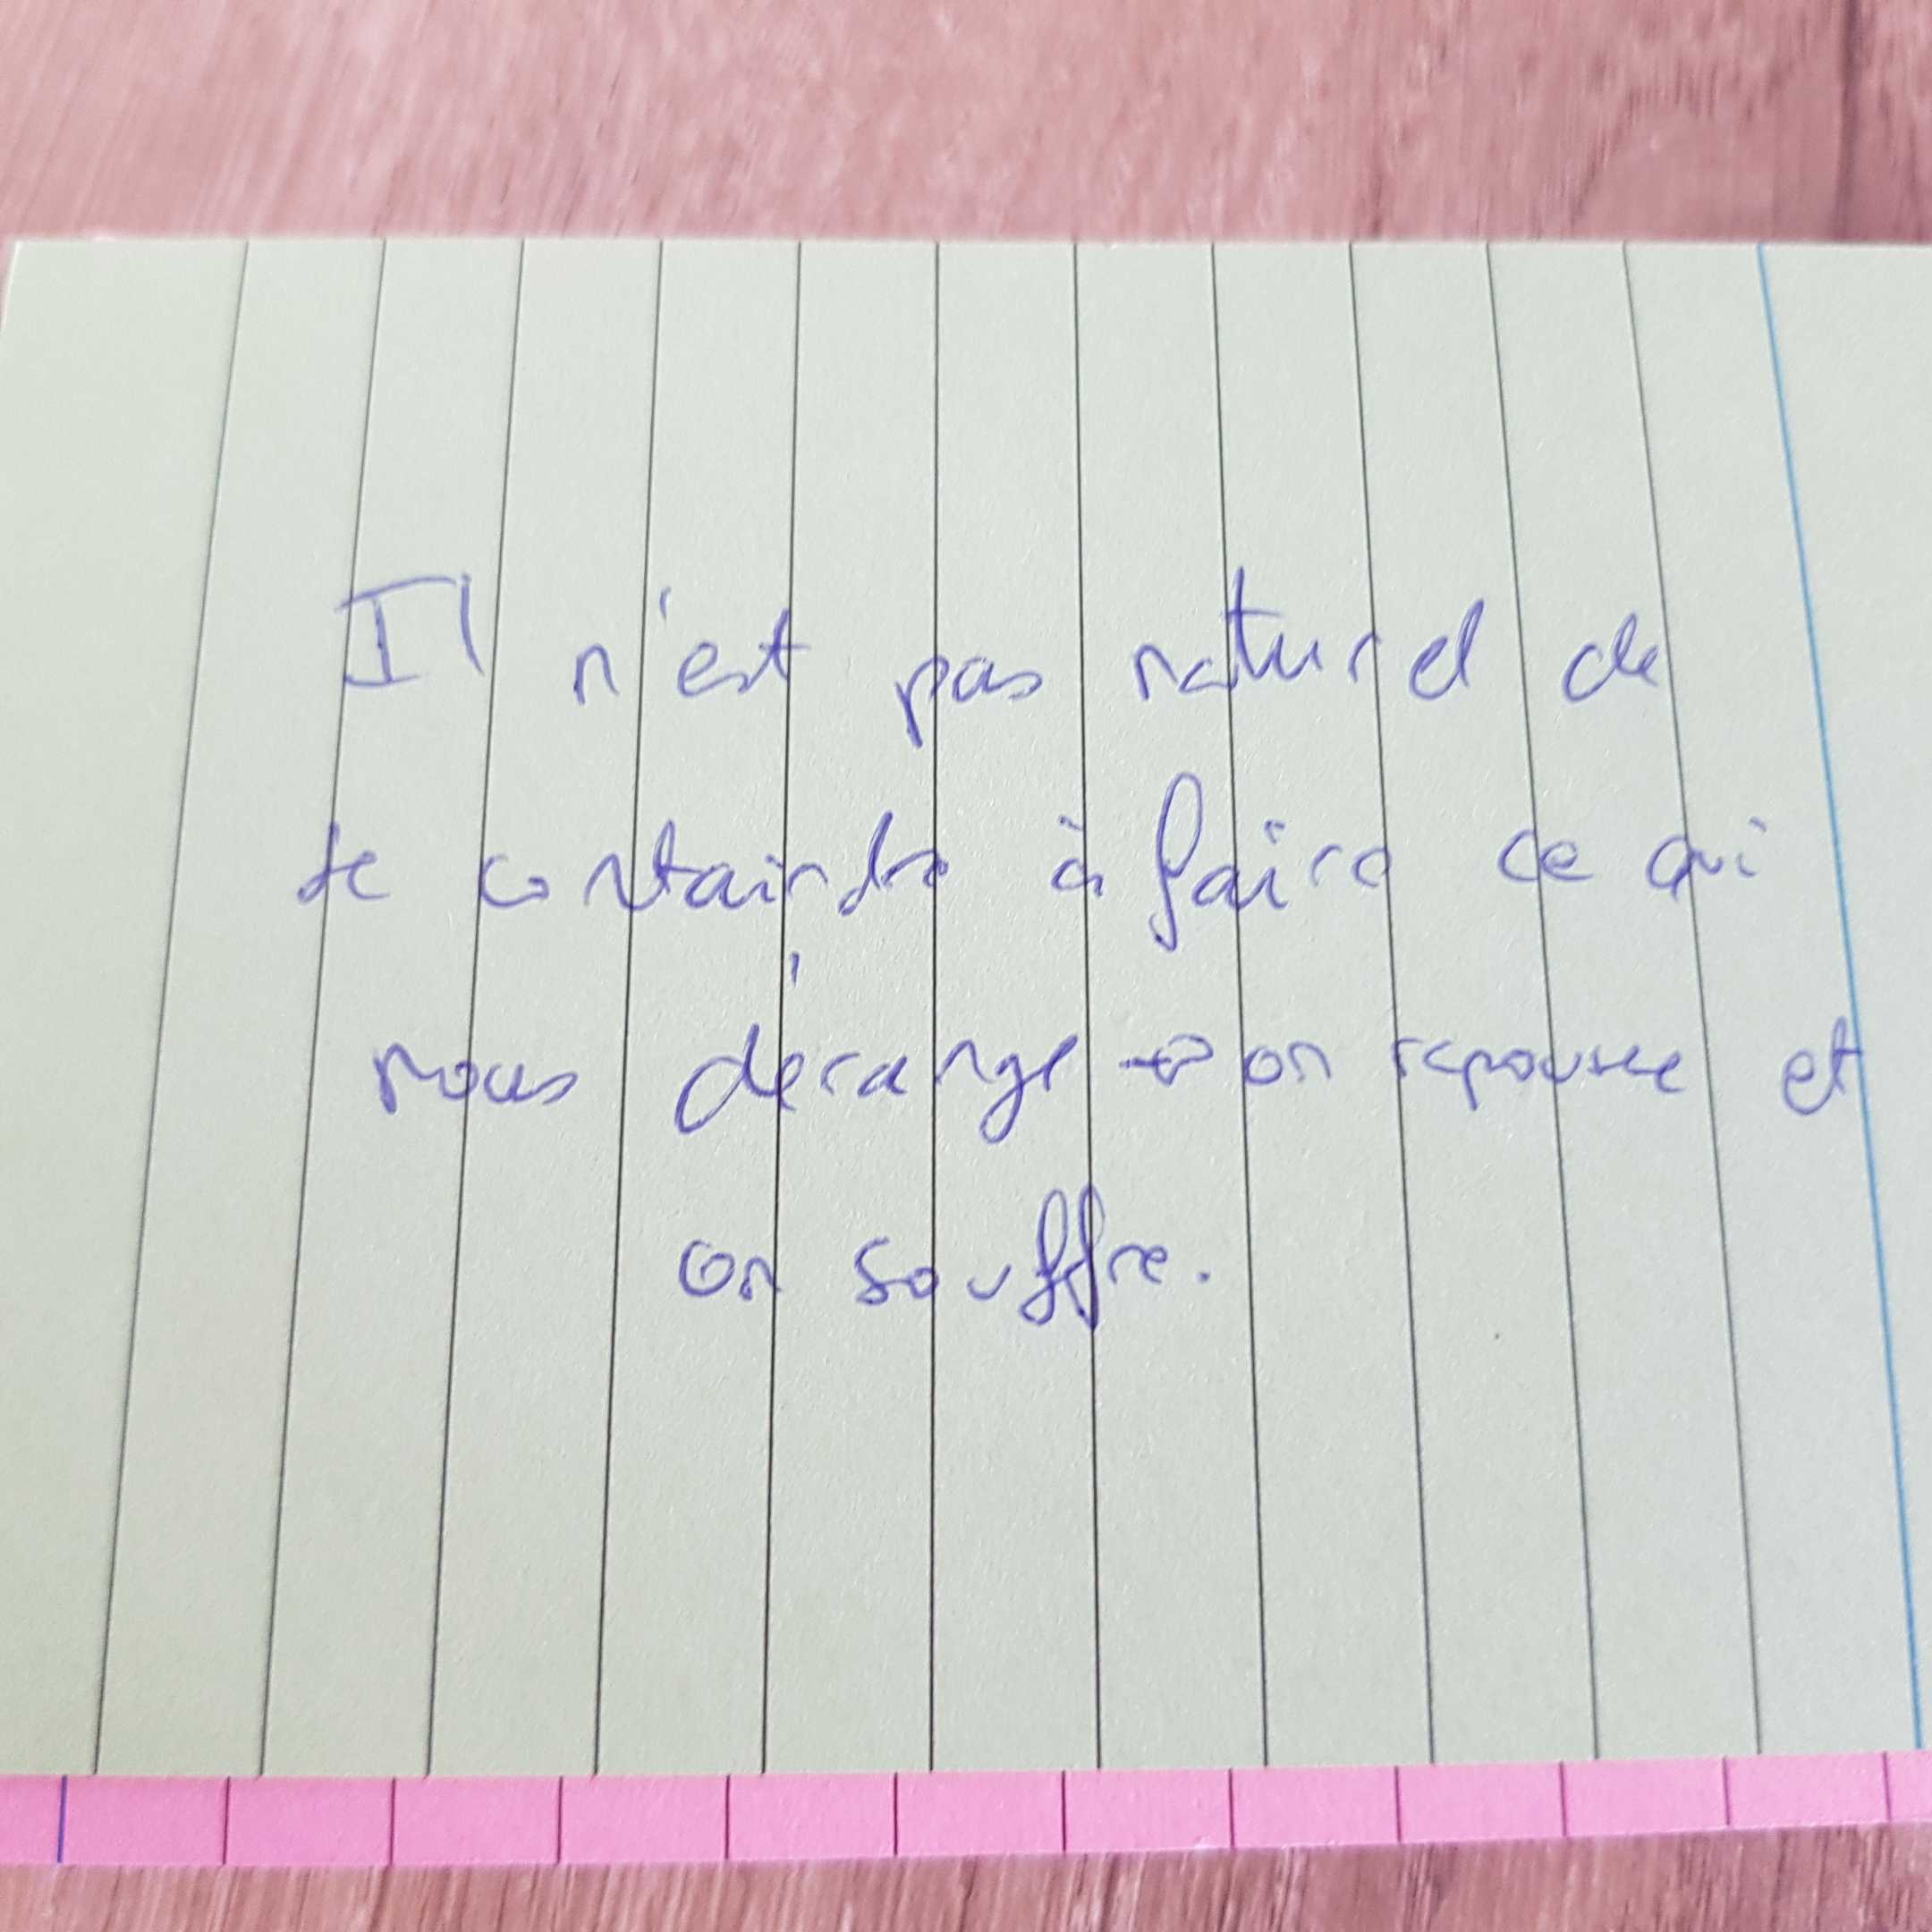 Il n'est pas naturel de
se contraindre à faire ce qui
nous dérange → on repousse et
on souffre.